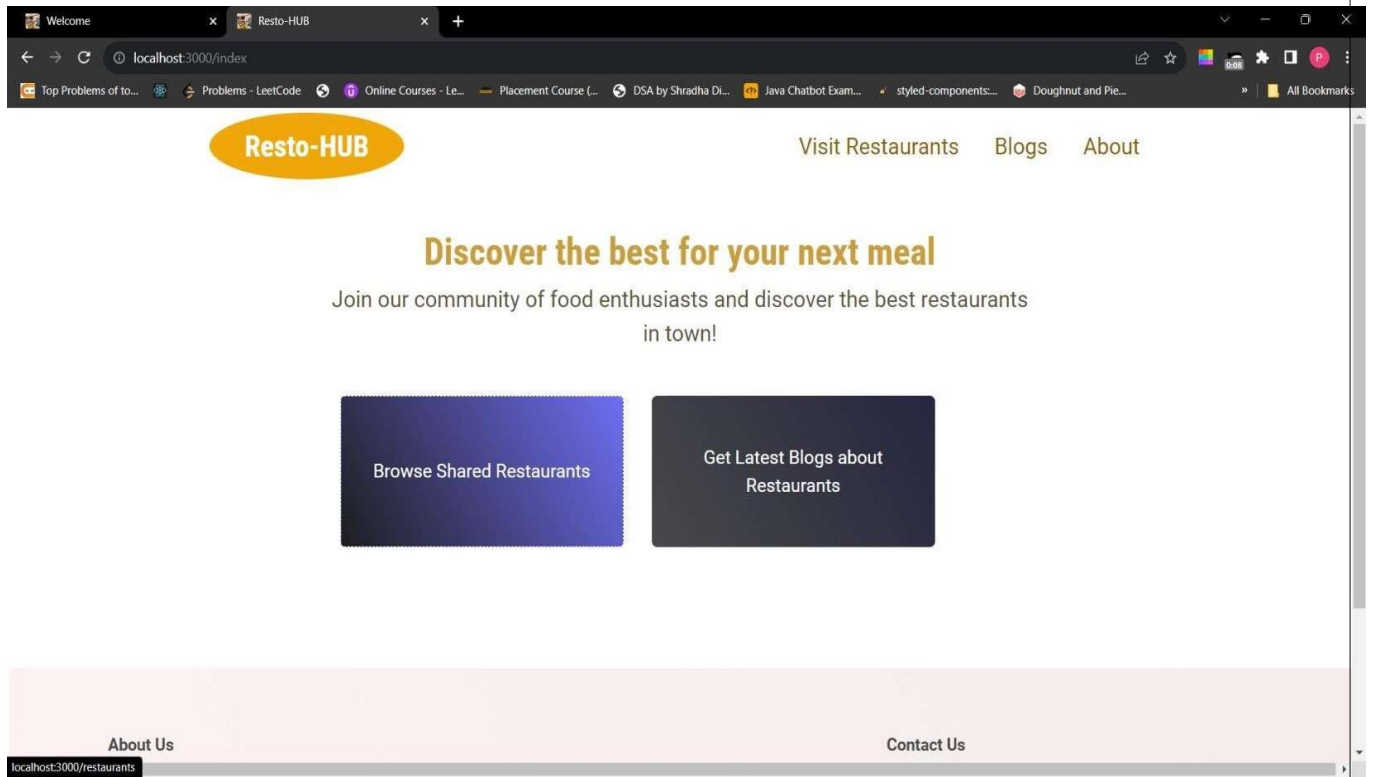 Welcome
Resto-HUB
localhost:3000/index
0:08
P
Top Problems of to...
Problems - LeetCode
Online Courses - Le...
Placement Course (...
DSA by Shradha Di...
Java Chatbot Exam...
styled-components:...
Doughnut and Pie...
»
All Bookmarks
Resto-HUB
Visit Restaurants
Blogs
About
Discover the best for your next meal
Join our community of food enthusiasts and discover the best restaurants
in town!
Browse Shared Restaurants
Get Latest Blogs about
Restaurants
About Us
Contact Us
localhost:3000/restaurants